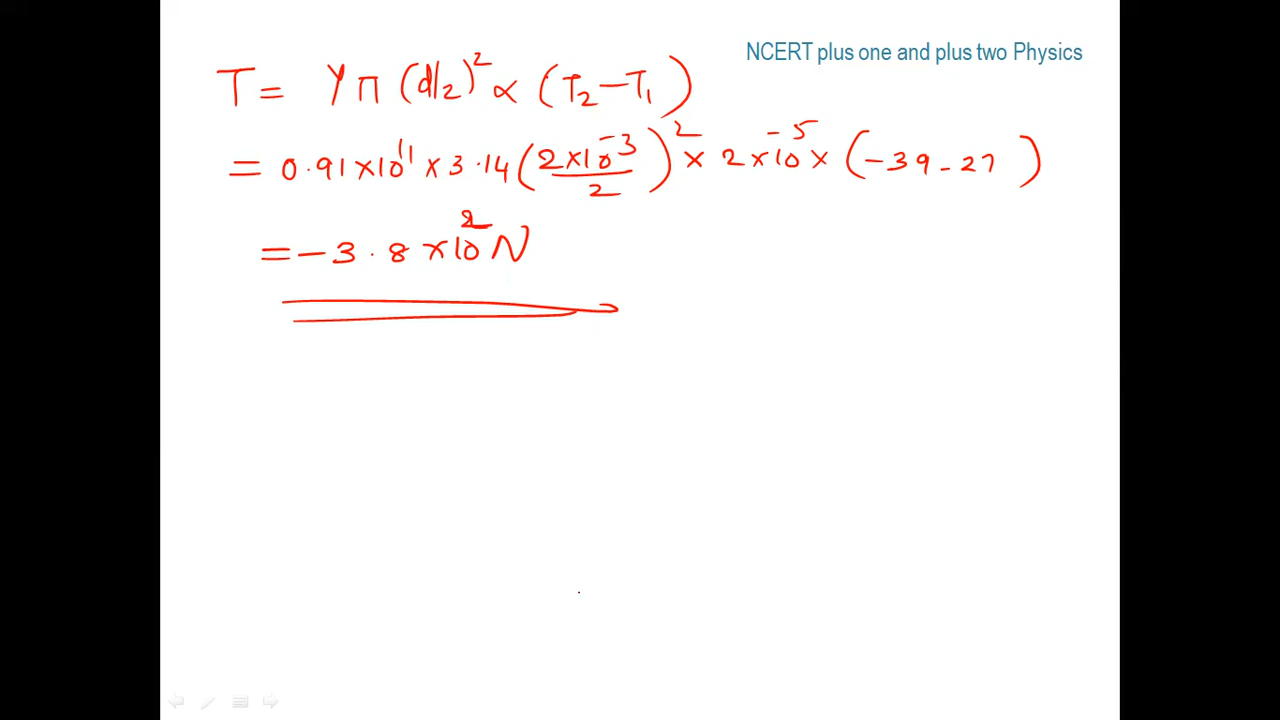 NCERT plus one and plus two Physics
T = Yπ (d/2)² ∝ (T₂ − T₁)
= 0.91 × 10¹¹ × 3.14 (2×10⁻³/2)² × 2 × 10⁻⁵ × (−39 − 27)
= −3.8 × 10² N